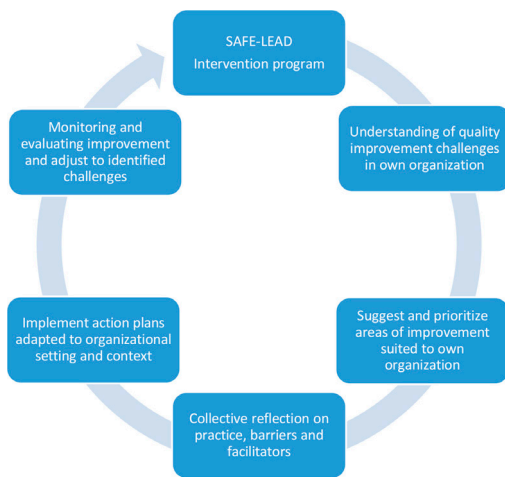 SAFE-LEAD
Intervention program
Understanding of quality
improvement challenges
in own organization
Suggest and prioritize
areas of improvement
suited to own
organization
Collective reflection on
practice, barriers and
facilitators
Implement action plans
adapted to organizational
setting and context
Monitoring and
evaluating improvement
and adjust to identified
challenges